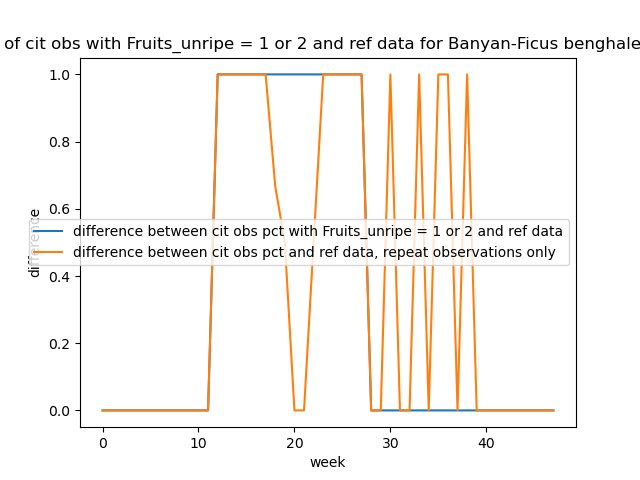 of cit obs with Fruits_unripe = 1 or 2 and ref data for Banyan-Ficus benghale
1.0
0.8
0.6
0.4
0.2
0.0
difference
difference between cit obs pct with Fruits_unripe = 1 or 2 and ref data
difference between cit obs pct and ref data, repeat observations only
0 10 20 30 40
week